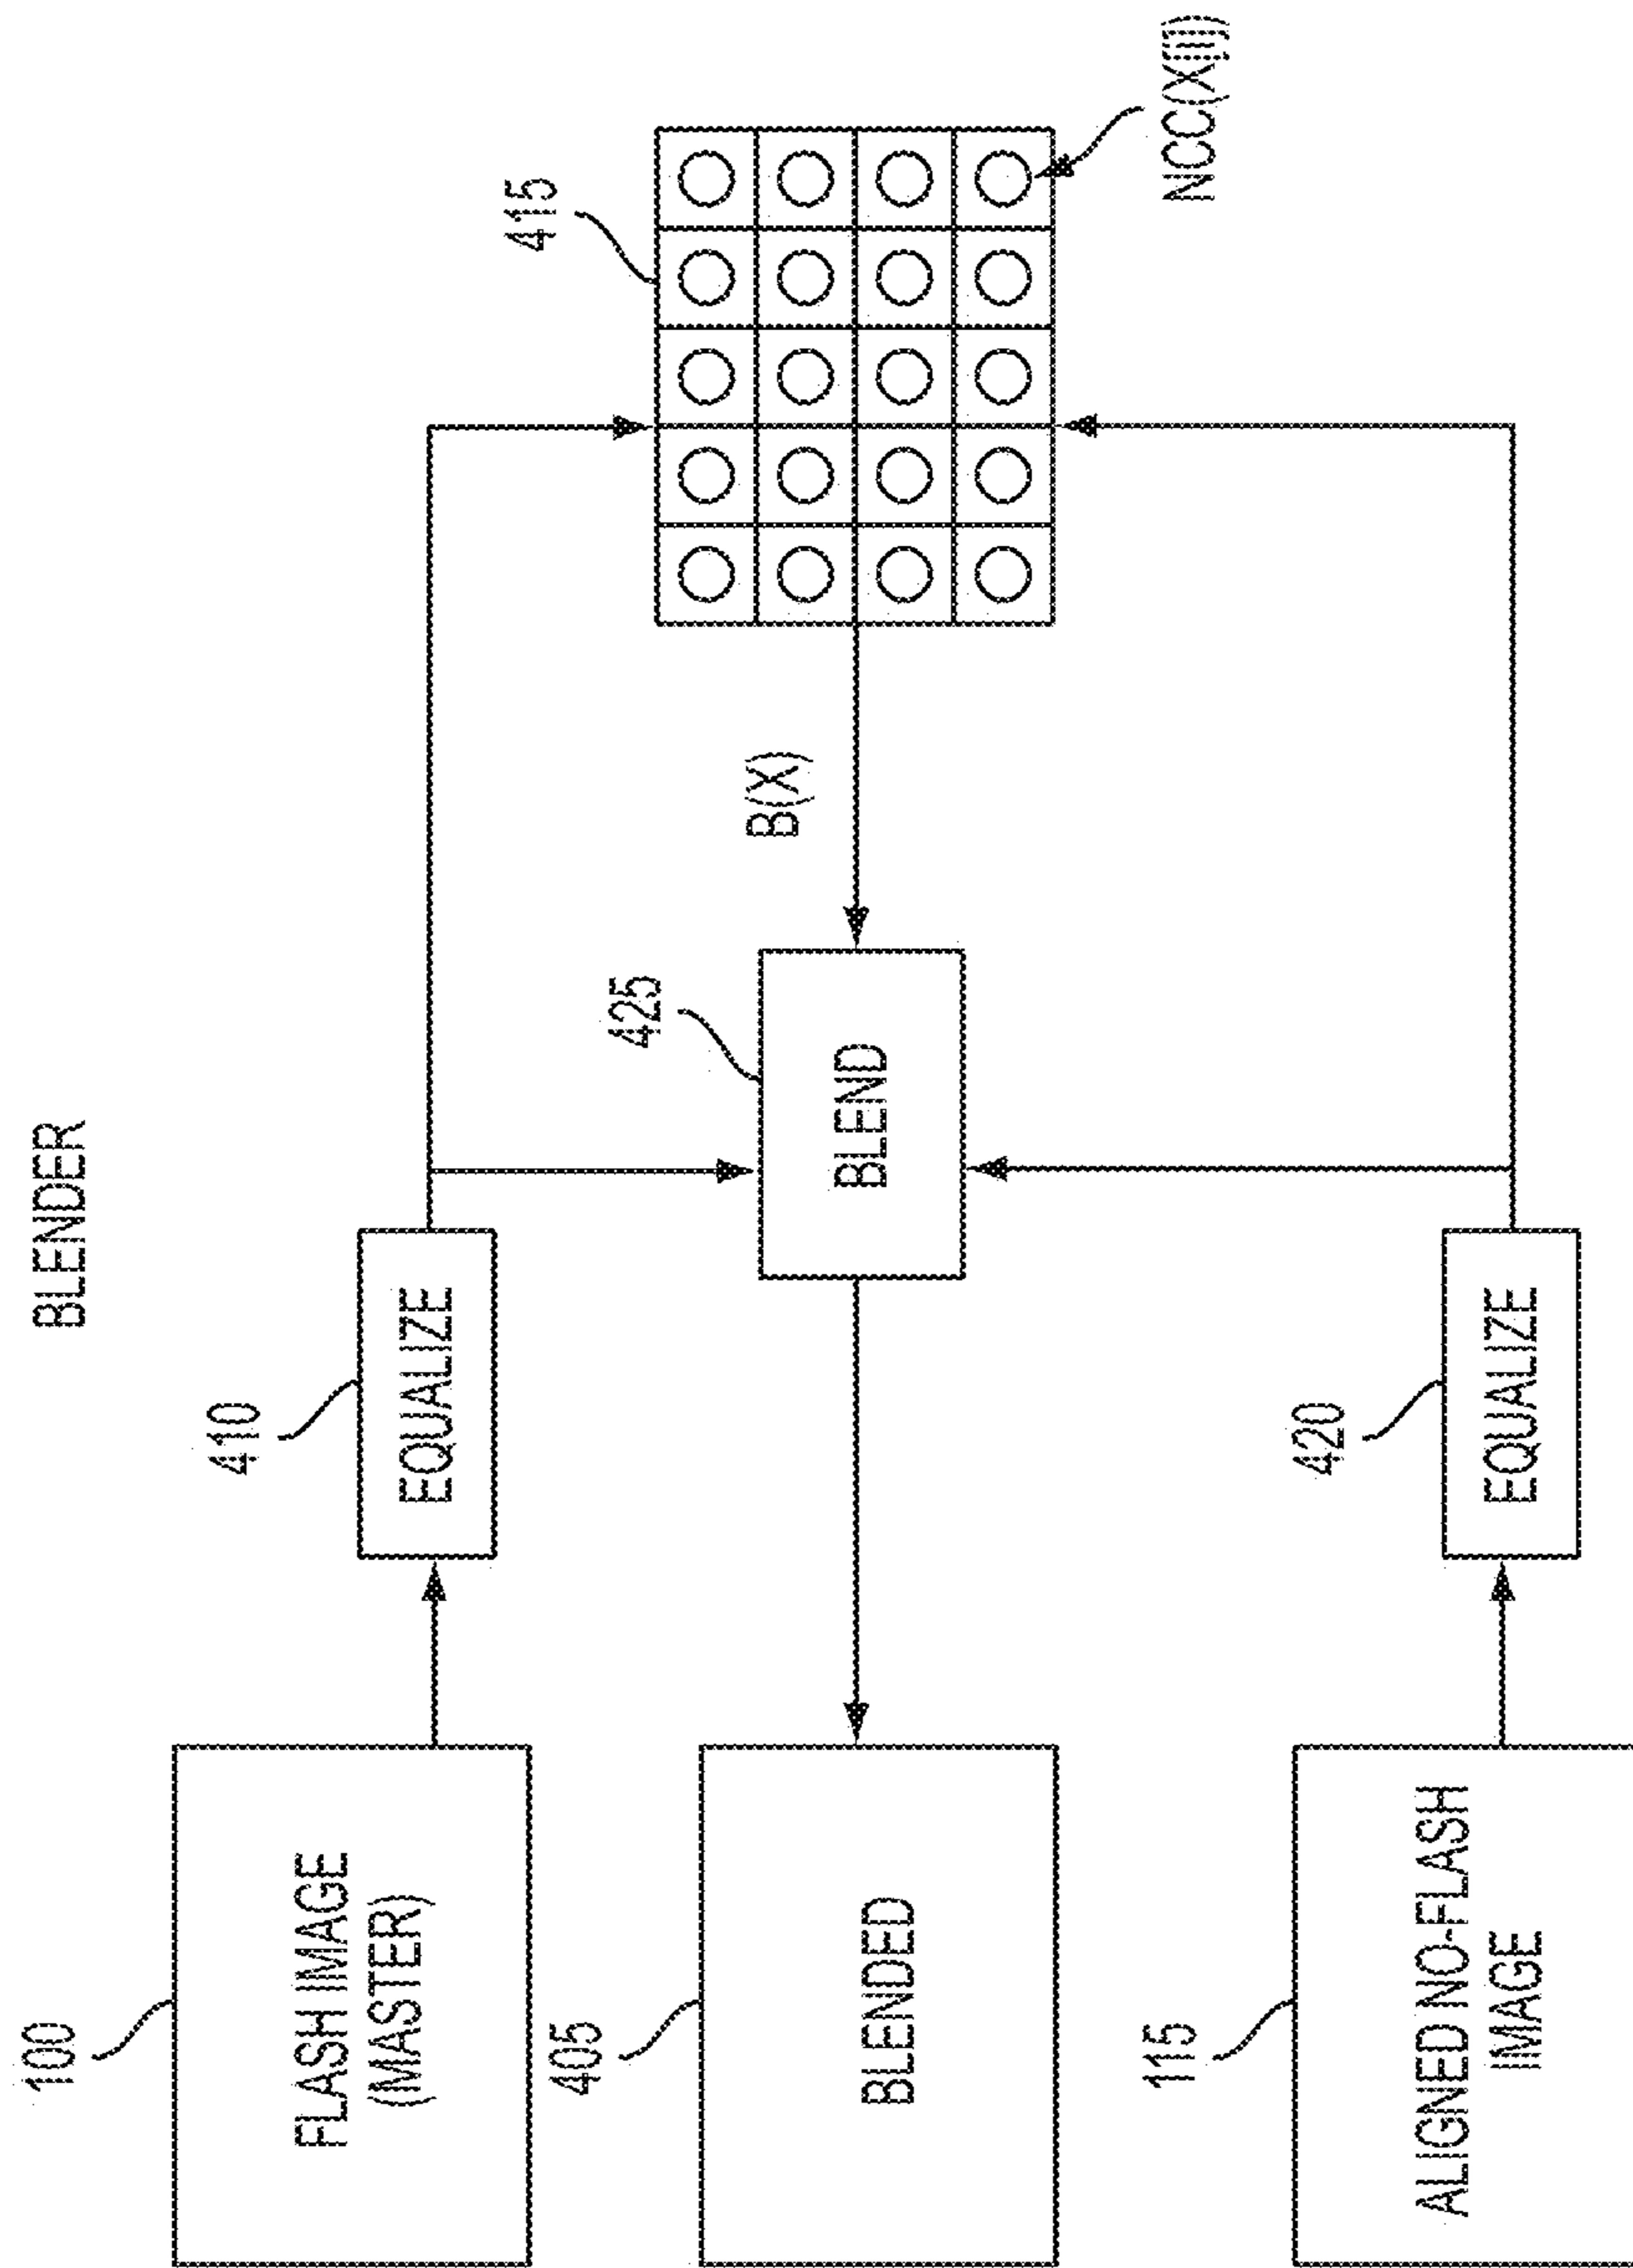 BLENDER
100
FLASH IMAGE
(MASTER)
410
EQUALIZE
415
NCC(X[j])
B(X)
425
BLEND
405
BLENDED
115
ALIGNED NO-FLASH
IMAGE
420
EQUALIZE